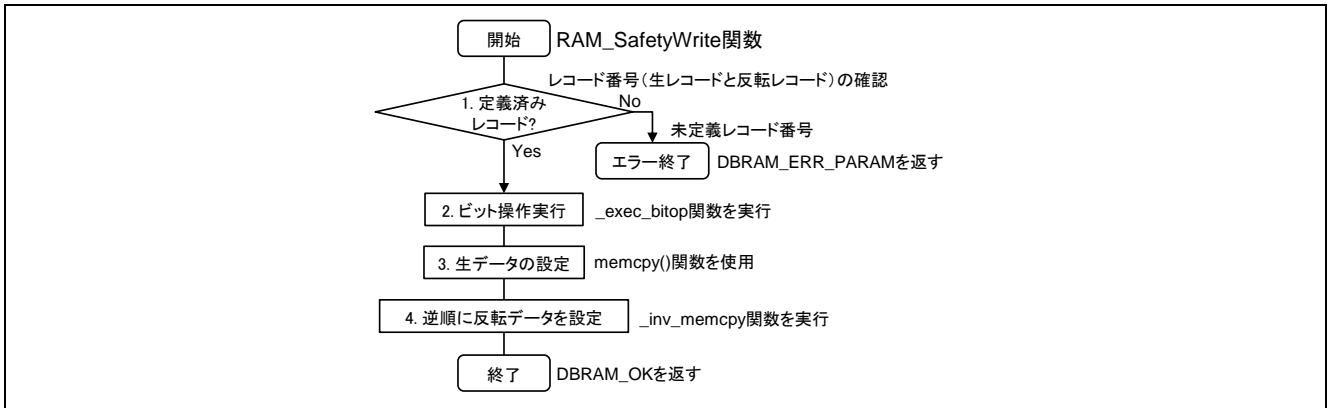 開始
RAM_SafetyWrite関数
レコード番号(生レコードと反転レコード)の確認
1. 定義済み
レコード?
No
未定義レコード番号
Yes
エラー終了
DBRAM_ERR_PARAMを返す
2. ビット操作実行
_exec_bitop関数を実行
3. 生データの設定
memcpy()関数を使用
4. 逆順に反転データを設定
_inv_memcpy関数を実行
終了
DBRAM_OKを返す